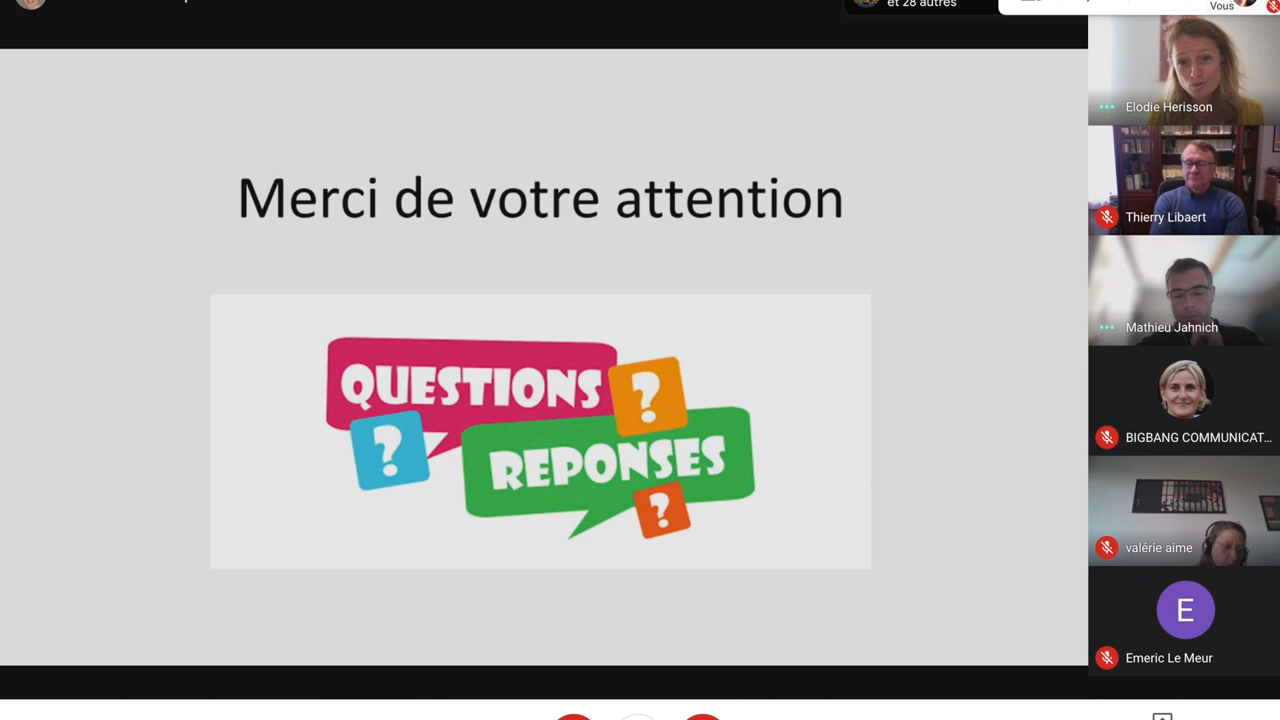 et 28 autres
Vous
Merci de votre attention
QUESTIONS
?
?
REPONSES
?
Elodie Herisson
Thierry Libaert
Mathieu Jahnich
BIGBANG COMMUNICAT...
valérie aime
E
Emeric Le Meur